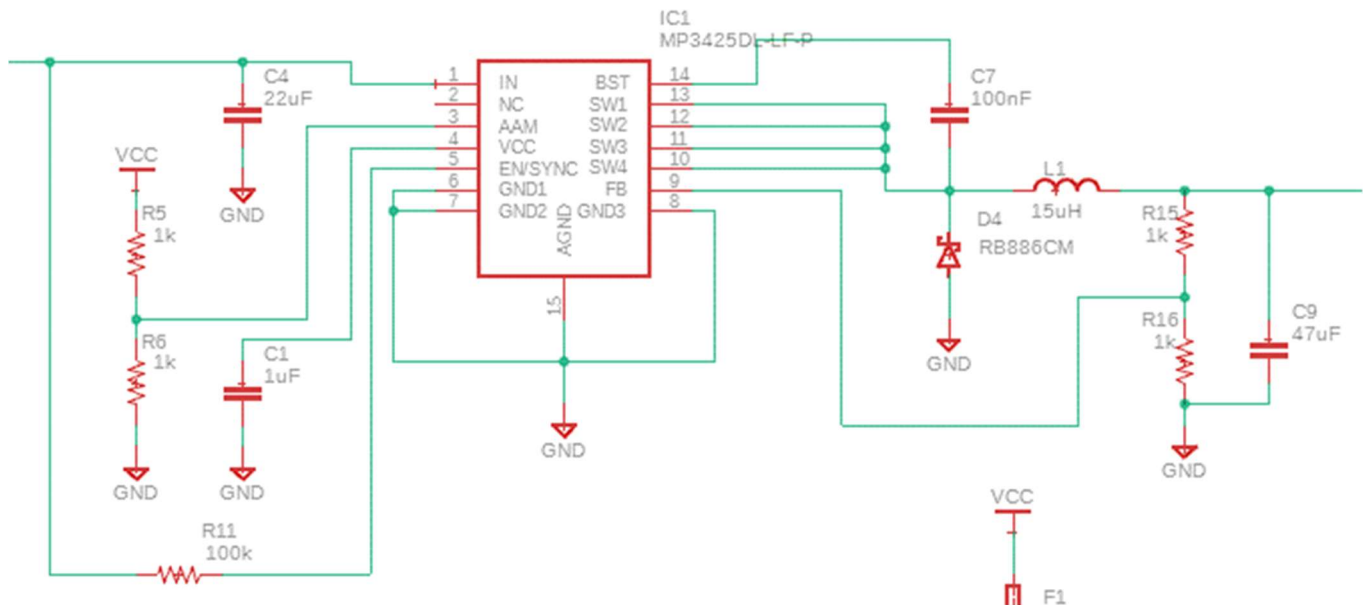 IC1
MP3425DL-LF-P
1 IN
2 NC
3 AAM
4 VCC
5 EN/SYNC
6 GND1
7 GND2
BST 14
SW1 13
SW2 12
SW3 11
SW4 10
FB 9
GND3 8
AGND
15
GND
C4
22uF
GND
VCC
R5
1k
R6
1k
GND
C1
1uF
GND
R11
100k
C7
100nF
L1
15uH
D4
RB886CM
GND
R15
1k
R16
1k
C9
47uF
GND
VCC
F1